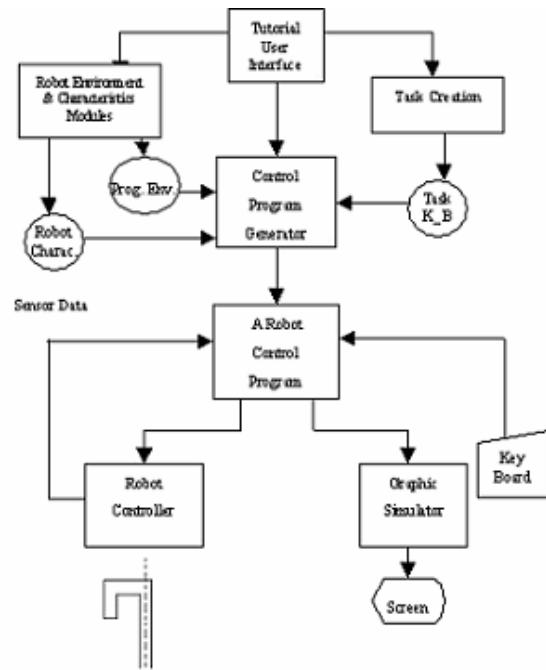 Tutorial
User
Interface
Robot Environment
& Characteristics
Modules
Task Creation
Prog. Env.
Control
Program
Generator
Task
K_B
Robot
Charac.
Sensor Data
A Robot
Control
Program
Robot
Controller
Graphic
Simulator
Key
Board
Screen